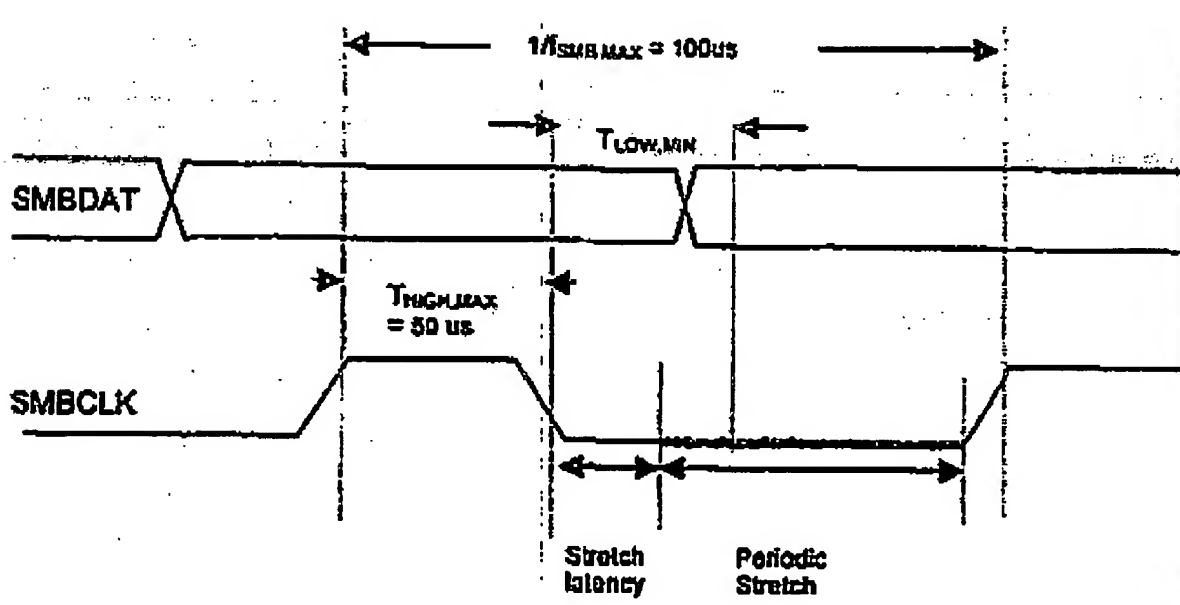 1/fSMB,MAX = 100us
TLOW,MIN
SMBDAT
THIGH,MAX
= 50 us
SMBCLK
Stretch
latency
Periodic
Stretch